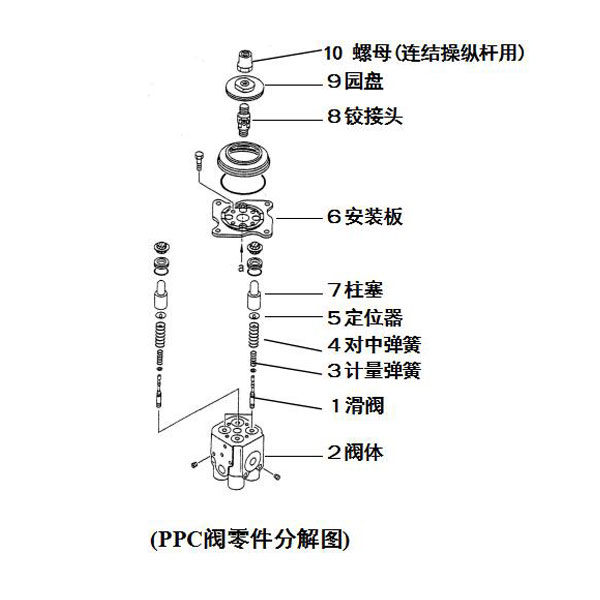 10 螺母(连结操纵杆用)
9园盘
8铰接头
6安装板
a
7柱塞
5定位器
4对中弹簧
3计量弹簧
1滑阀
2阀体
(PPC阀零件分解图)